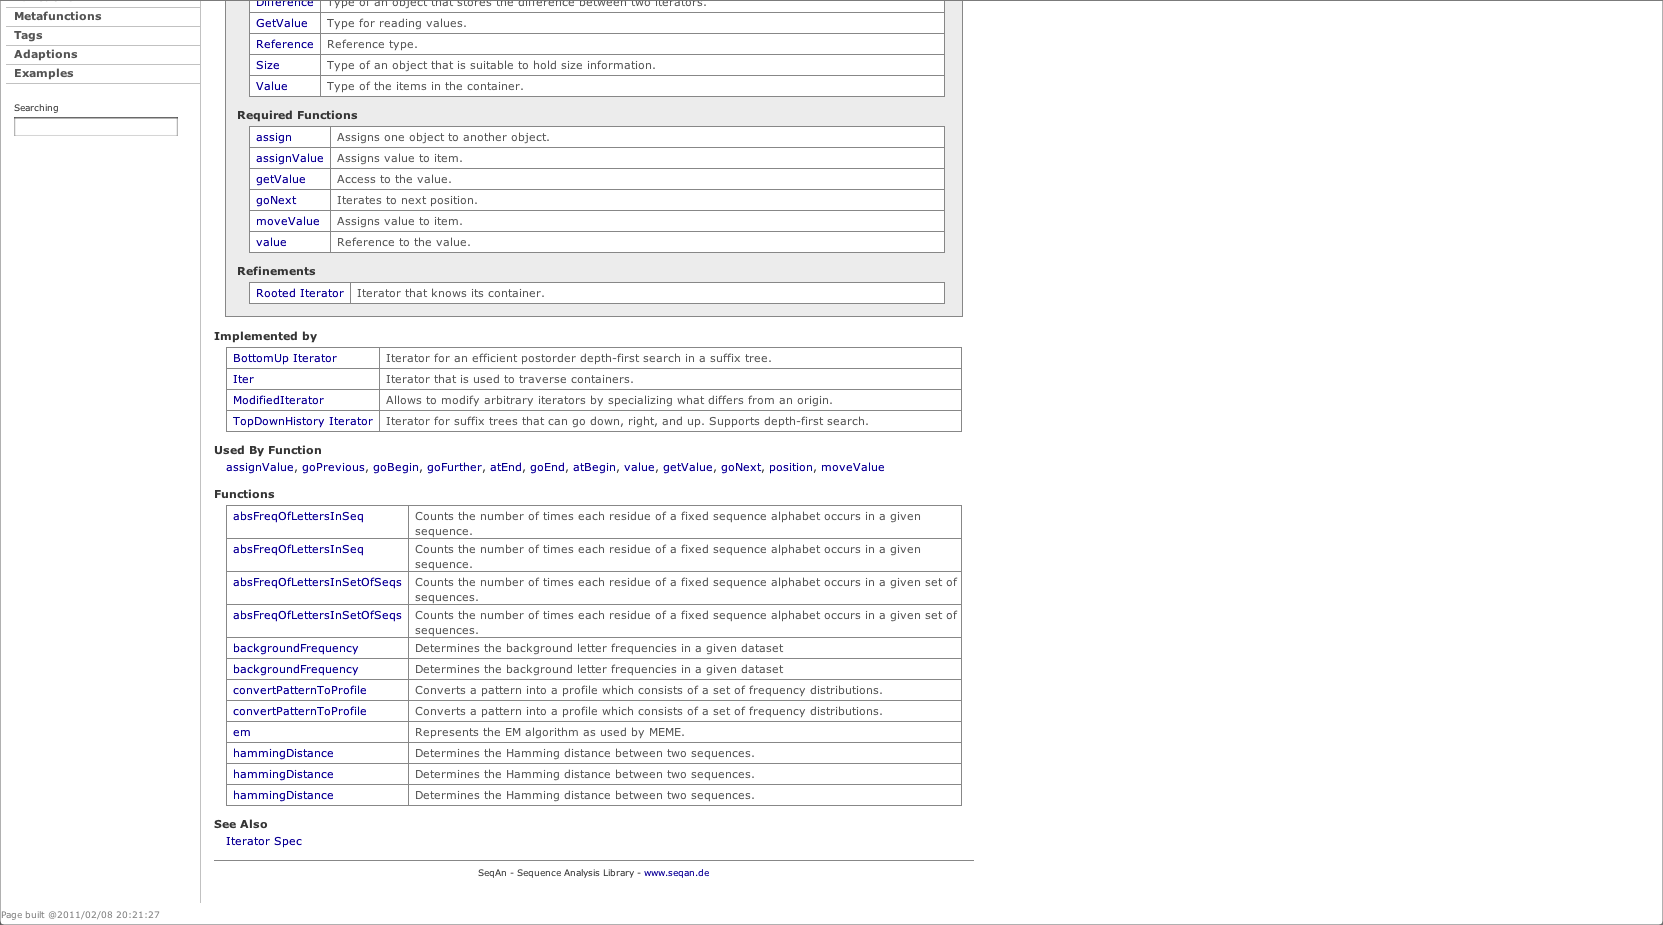 Metafunctions
Tags
Adaptions
Examples
Searching
Difference Type of an object that stores the difference between two iterators.
GetValue Type for reading values.
Reference Reference type.
Size Type of an object that is suitable to hold size information.
Value Type of the items in the container.
Required Functions
assign Assigns one object to another object.
assignValue Assigns value to item.
getValue Access to the value.
goNext Iterates to next position.
moveValue Assigns value to item.
value Reference to the value.
Refinements
Rooted Iterator Iterator that knows its container.
Implemented by
BottomUp Iterator Iterator for an efficient postorder depth-first search in a suffix tree.
Iter Iterator that is used to traverse containers.
ModifiedIterator Allows to modify arbitrary iterators by specializing what differs from an origin.
TopDownHistory Iterator Iterator for suffix trees that can go down, right, and up. Supports depth-first search.
Used By Function
assignValue, goPrevious, goBegin, goFurther, atEnd, goEnd, atBegin, value, getValue, goNext, position, moveValue
Functions
absFreqOfLettersInSeq Counts the number of times each residue of a fixed sequence alphabet occurs in a given
sequence.
absFreqOfLettersInSeq Counts the number of times each residue of a fixed sequence alphabet occurs in a given
sequence.
absFreqOfLettersInSetOfSeqs Counts the number of times each residue of a fixed sequence alphabet occurs in a given set of
sequences.
absFreqOfLettersInSetOfSeqs Counts the number of times each residue of a fixed sequence alphabet occurs in a given set of
sequences.
backgroundFrequency Determines the background letter frequencies in a given dataset
backgroundFrequency Determines the background letter frequencies in a given dataset
convertPatternToProfile Converts a pattern into a profile which consists of a set of frequency distributions.
convertPatternToProfile Converts a pattern into a profile which consists of a set of frequency distributions.
em Represents the EM algorithm as used by MEME.
hammingDistance Determines the Hamming distance between two sequences.
hammingDistance Determines the Hamming distance between two sequences.
hammingDistance Determines the Hamming distance between two sequences.
See Also
Iterator Spec
SeqAn - Sequence Analysis Library - www.seqan.de
Page built @2011/02/08 20:21:27